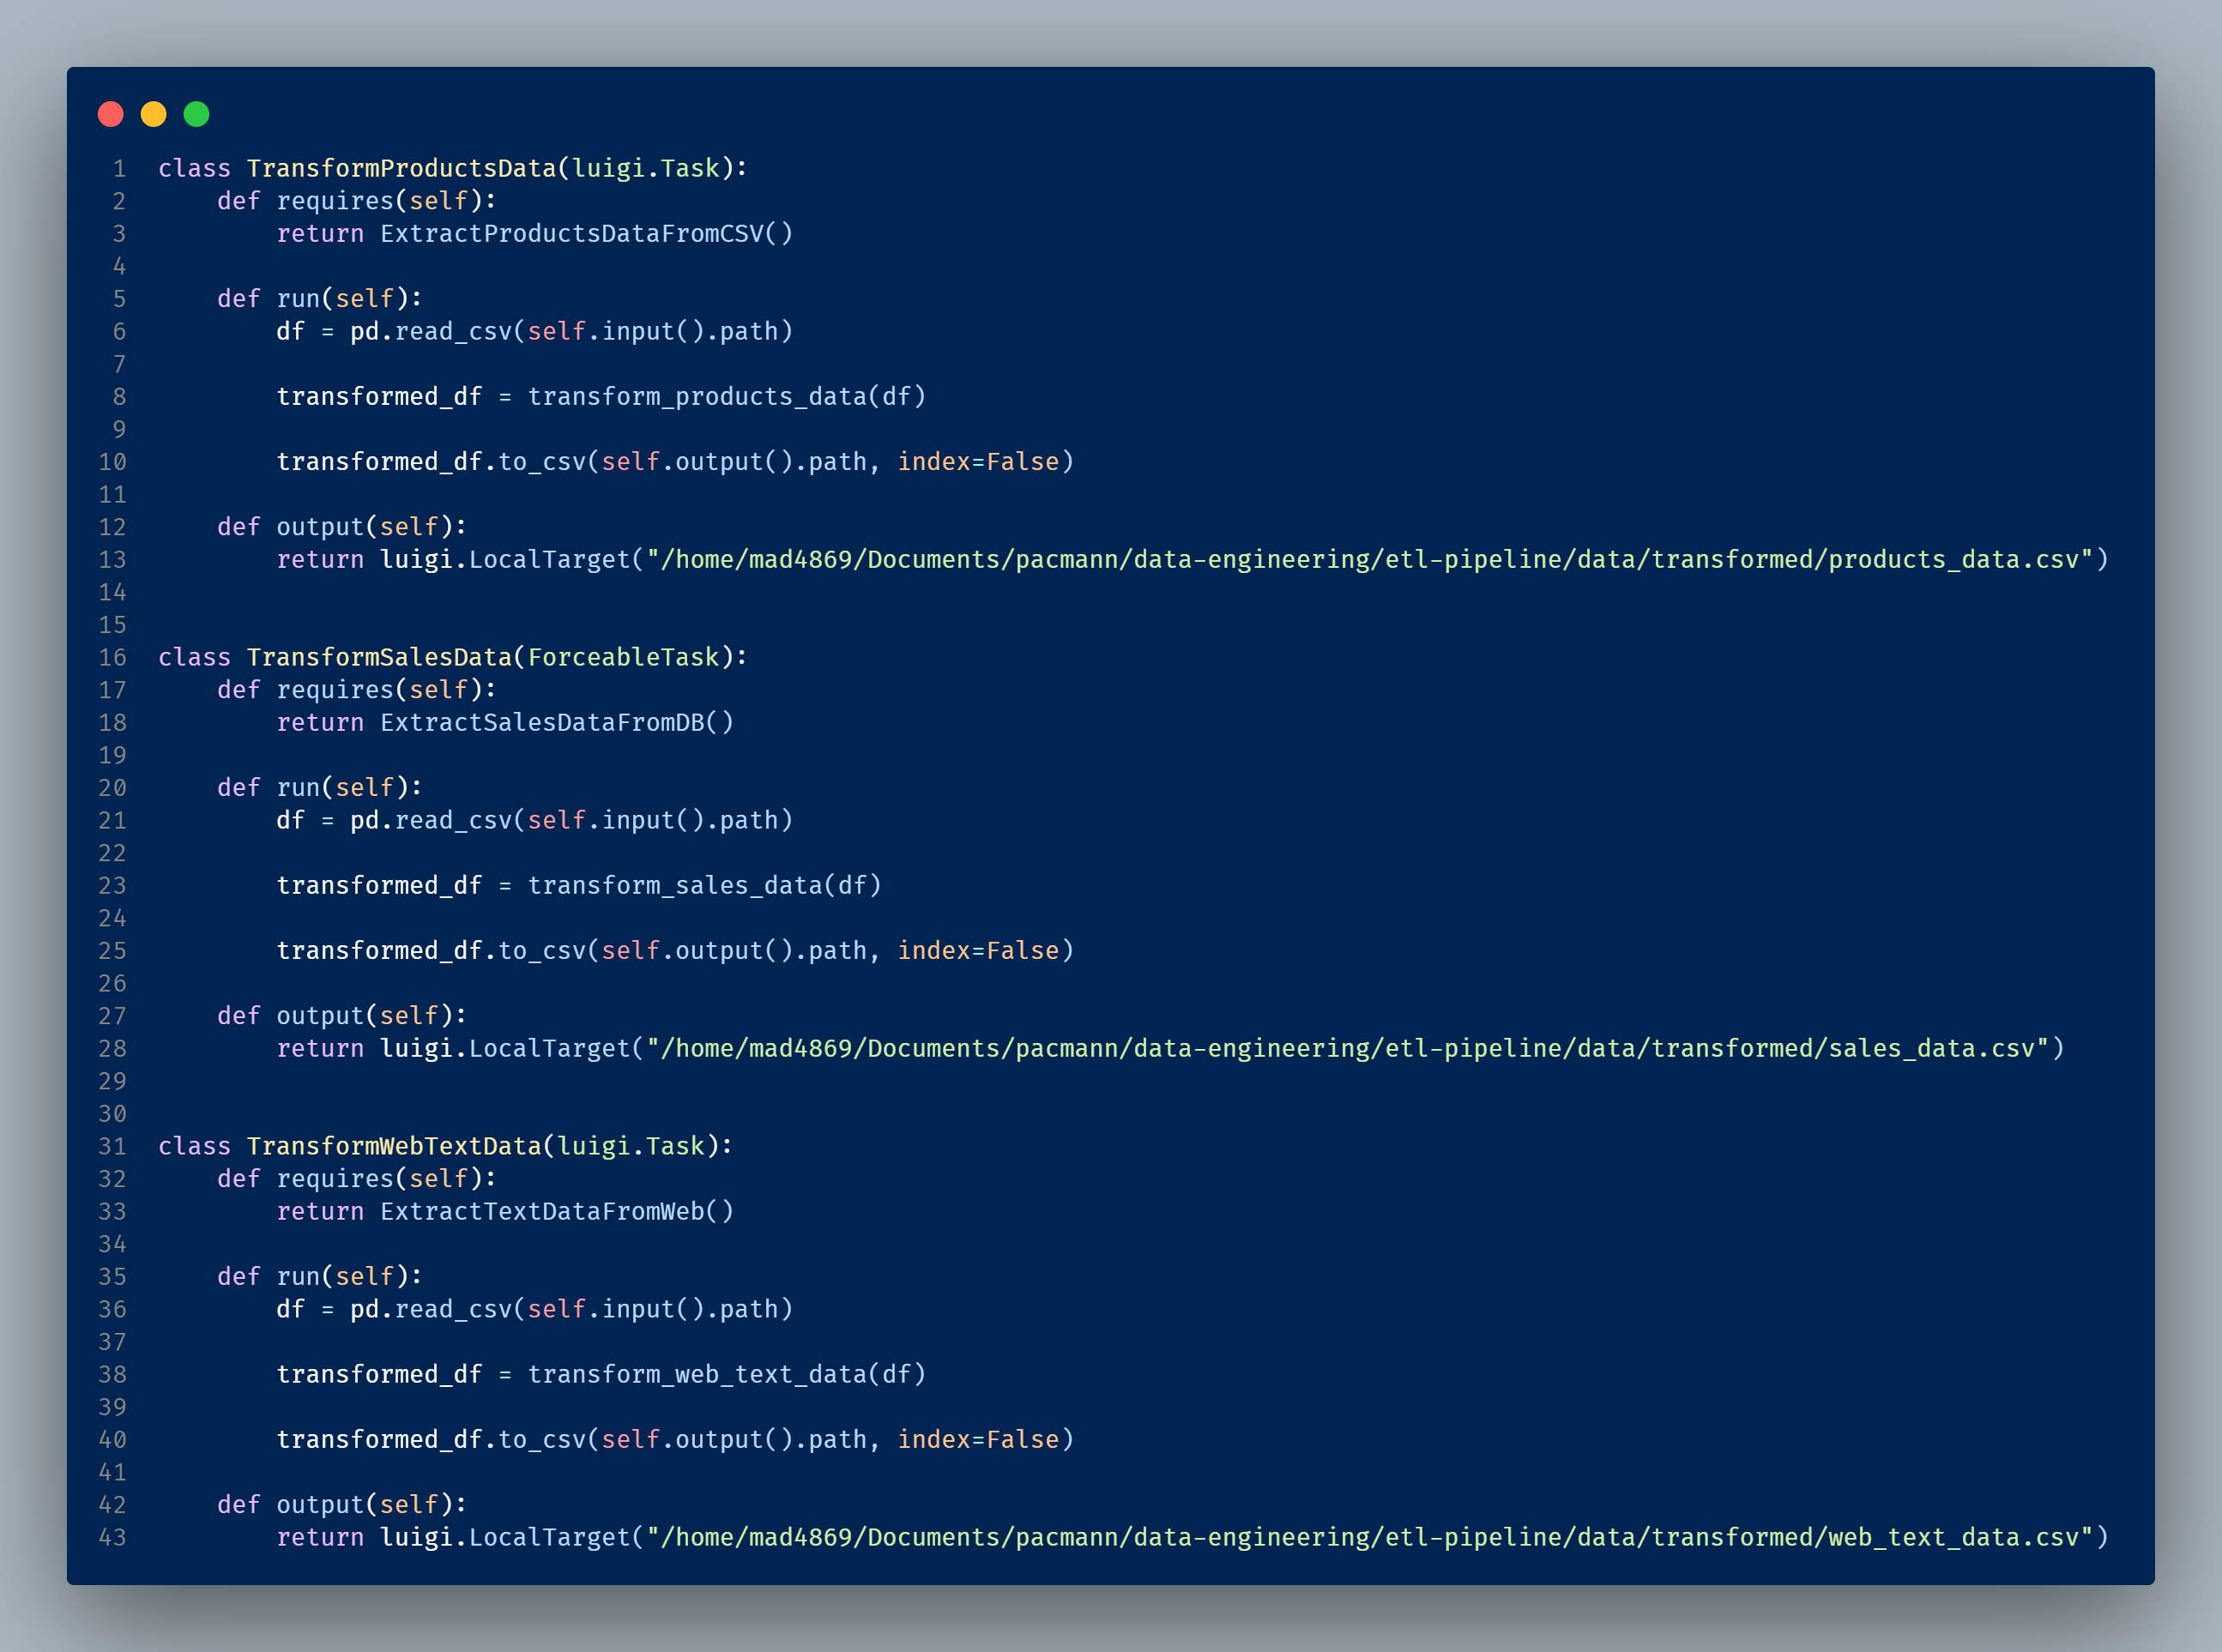 1 class TransformProductsData(luigi.Task):
2     def requires(self):
3         return ExtractProductsDataFromCSV()
4
5     def run(self):
6         df = pd.read_csv(self.input().path)
7
8         transformed_df = transform_products_data(df)
9
10         transformed_df.to_csv(self.output().path, index=False)
11
12     def output(self):
13         return luigi.LocalTarget("/home/mad4869/Documents/pacmann/data-engineering/etl-pipeline/data/transformed/products_data.csv")
14
15
16 class TransformSalesData(ForceableTask):
17     def requires(self):
18         return ExtractSalesDataFromDB()
19
20     def run(self):
21         df = pd.read_csv(self.input().path)
22
23         transformed_df = transform_sales_data(df)
24
25         transformed_df.to_csv(self.output().path, index=False)
26
27     def output(self):
28         return luigi.LocalTarget("/home/mad4869/Documents/pacmann/data-engineering/etl-pipeline/data/transformed/sales_data.csv")
29
30
31 class TransformWebTextData(luigi.Task):
32     def requires(self):
33         return ExtractTextDataFromWeb()
34
35     def run(self):
36         df = pd.read_csv(self.input().path)
37
38         transformed_df = transform_web_text_data(df)
39
40         transformed_df.to_csv(self.output().path, index=False)
41
42     def output(self):
43         return luigi.LocalTarget("/home/mad4869/Documents/pacmann/data-engineering/etl-pipeline/data/transformed/web_text_data.csv")